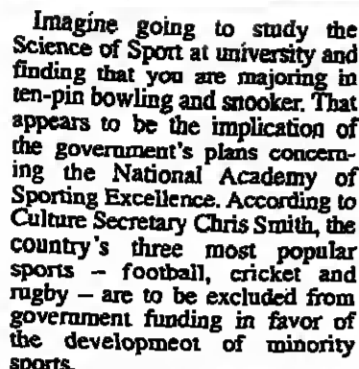 Imagine going to study the
Science of Sport at university and
finding that you are majoring in
ten-pin bowling and snooker. That
appears to be the implication of
the government's plans concern-
ing the National Academy of
Sporting Excellence. According to
Culture Secretary Chris Smith, the
country's three most popular
sports – football, cricket and
rugby – are to be excluded from
government funding in favor of
the development of minority
sports.